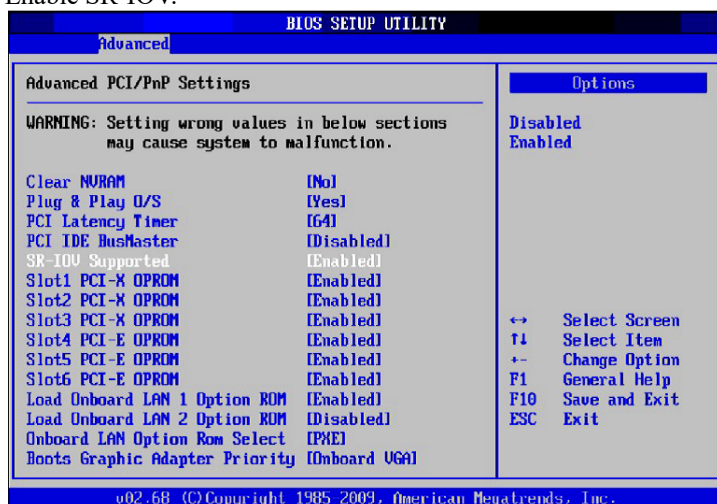 Enable SR-IOV.
BIOS SETUP UTILITY
Advanced
Advanced PCI/PnP Settings
WARNING: Setting wrong values in below sections
may cause system to malfunction.
Clear NVRAM [No]
Plug & Play O/S [Yes]
PCI Latency Timer [64]
PCI IDE BusMaster [Disabled]
SR-IOV Supported [Enabled]
Slot1 PCI-X OPROM [Enabled]
Slot2 PCI-X OPROM [Enabled]
Slot3 PCI-X OPROM [Enabled]
Slot4 PCI-E OPROM [Enabled]
Slot5 PCI-E OPROM [Enabled]
Slot6 PCI-E OPROM [Enabled]
Load Onboard LAN 1 Option ROM [Enabled]
Load Onboard LAN 2 Option ROM [Disabled]
Onboard LAN Option Rom Select [PXE]
Boots Graphic Adapter Priority [Onboard VGA]
Options
Disabled
Enabled
↔ Select Screen
↑↓ Select Item
+- Change Option
F1 General Help
F10 Save and Exit
ESC Exit
v02.68 (C)Copyright 1985-2009, American Megatrends, Inc.